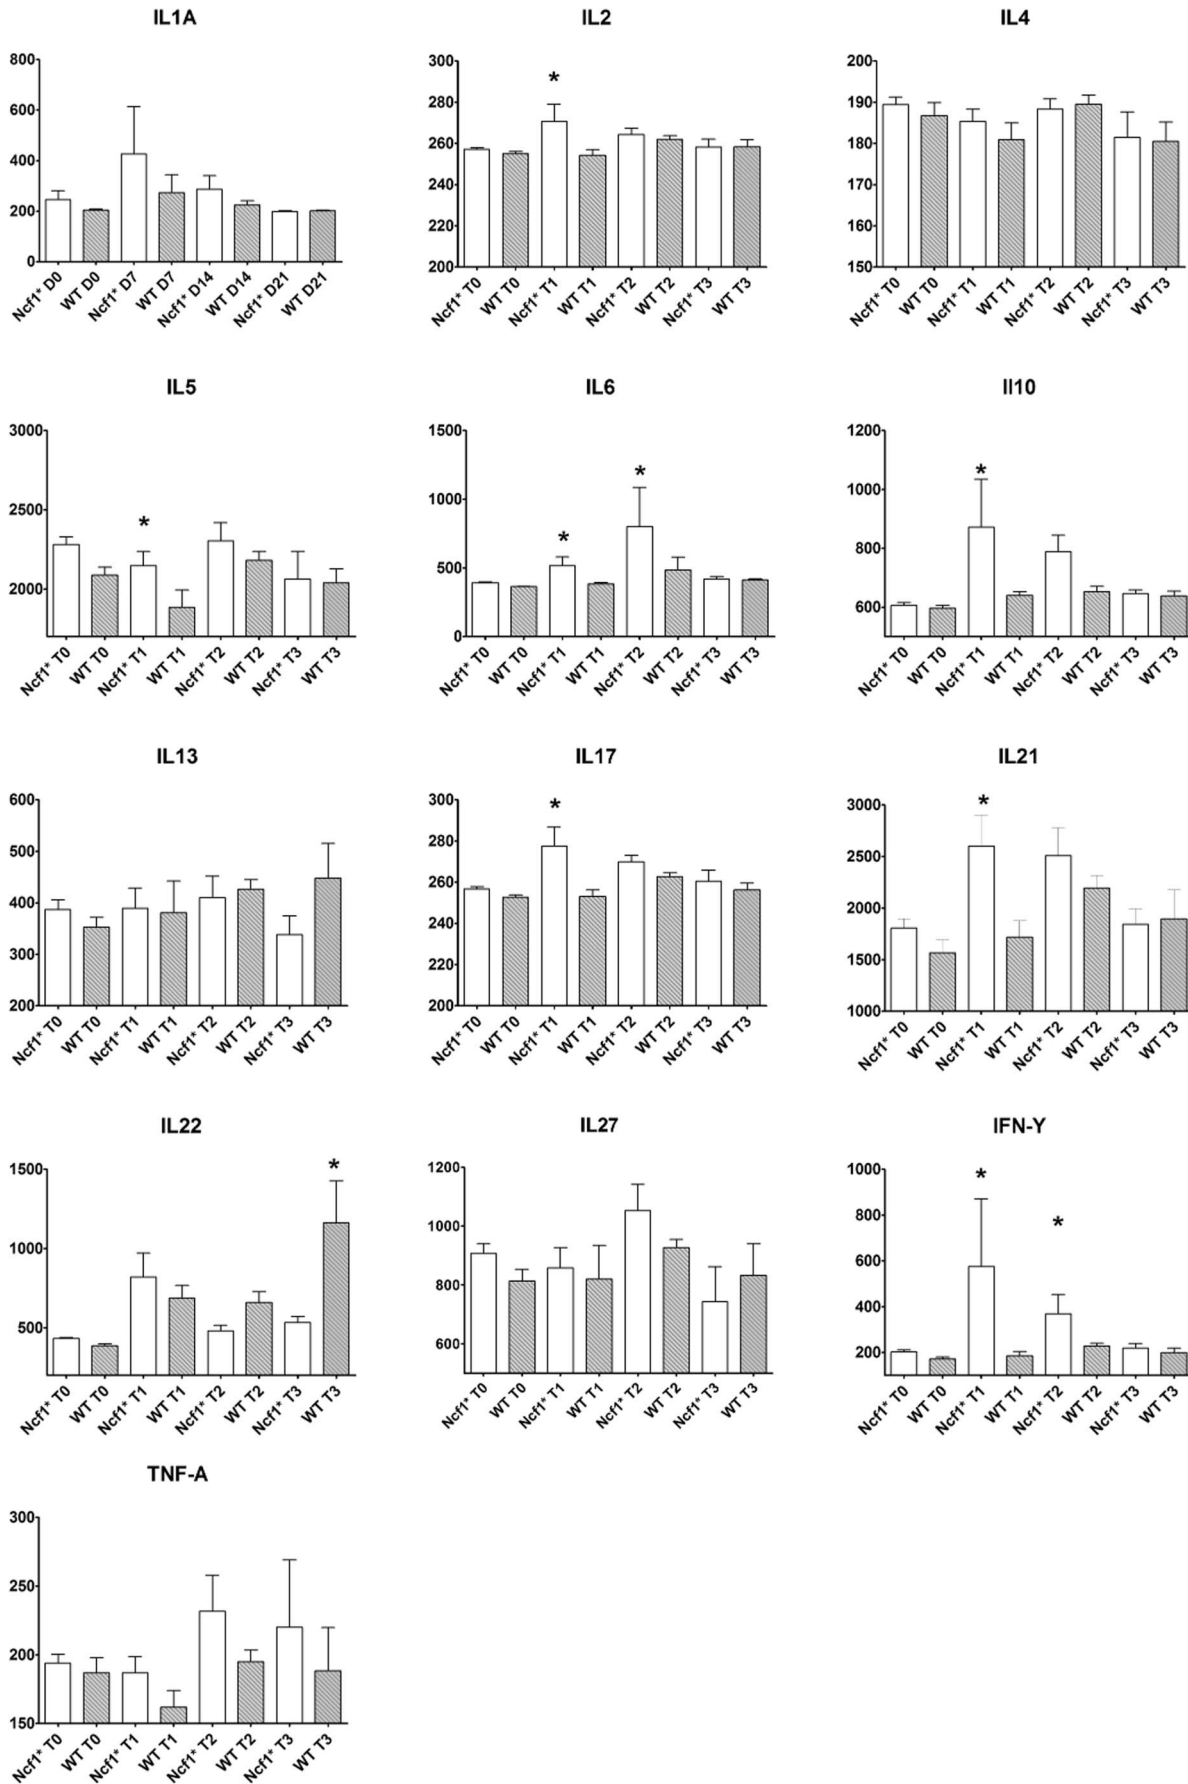 IL1A
800
600
400
200
0
Ncf1* D0
WT D0
Ncf1* D7
WT D7
Ncf1* D14
WT D14
Ncf1* D21
WT D21
IL2
300
*
280
260
240
220
200
Ncf1* T0
WT T0
Ncf1* T1
WT T1
Ncf1* T2
WT T2
Ncf1* T3
WT T3
IL4
200
190
180
170
160
150
Ncf1* T0
WT T0
Ncf1* T1
WT T1
Ncf1* T2
WT T2
Ncf1* T3
WT T3
IL5
3000
2500
*
2000
Ncf1* T0
WT T0
Ncf1* T1
WT T1
Ncf1* T2
WT T2
Ncf1* T3
WT T3
IL6
1500
*
1000
*
500
0
Ncf1* T0
WT T0
Ncf1* T1
WT T1
Ncf1* T2
WT T2
Ncf1* T3
WT T3
Il10
1200
*
1000
800
600
Ncf1* T0
WT T0
Ncf1* T1
WT T1
Ncf1* T2
WT T2
Ncf1* T3
WT T3
IL13
600
500
400
300
200
Ncf1* T0
WT T0
Ncf1* T1
WT T1
Ncf1* T2
WT T2
Ncf1* T3
WT T3
IL17
300
*
280
260
240
220
200
Ncf1* T0
WT T0
Ncf1* T1
WT T1
Ncf1* T2
WT T2
Ncf1* T3
WT T3
IL21
*
3000
2500
2000
1500
1000
Ncf1* T0
WT T0
Ncf1* T1
WT T1
Ncf1* T2
WT T2
Ncf1* T3
WT T3
IL22
*
1500
1000
500
Ncf1* T0
WT T0
Ncf1* T1
WT T1
Ncf1* T2
WT T2
Ncf1* T3
WT T3
IL27
1200
1000
800
600
Ncf1* T0
WT T0
Ncf1* T1
WT T1
Ncf1* T2
WT T2
Ncf1* T3
WT T3
IFN-Y
1000
*
800
*
600
400
200
Ncf1* T0
WT T0
Ncf1* T1
WT T1
Ncf1* T2
WT T2
Ncf1* T3
WT T3
TNF-A
300
250
200
150
Ncf1* T0
WT T0
Ncf1* T1
WT T1
Ncf1* T2
WT T2
Ncf1* T3
WT T3